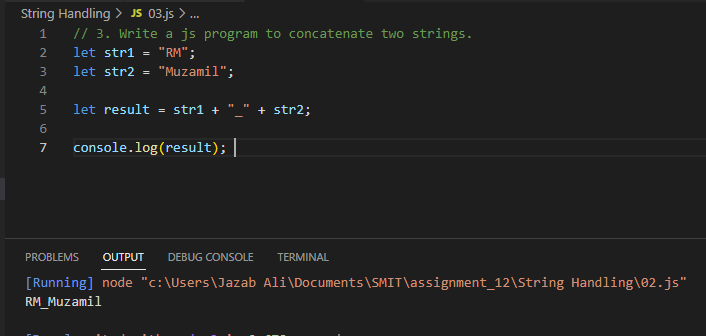 String Handling > JS 03.js > ...
1 // 3. Write a js program to concatenate two strings.
2 let str1 = "RM";
3 let str2 = "Muzamil";
4
5 let result = str1 + "_" + str2;
6
7 console.log(result);
PROBLEMS OUTPUT DEBUG CONSOLE TERMINAL
[Running] node "c:\Users\Jazab Ali\Documents\SMIT\assignment_12\String Handling\02.js"
RM_Muzamil